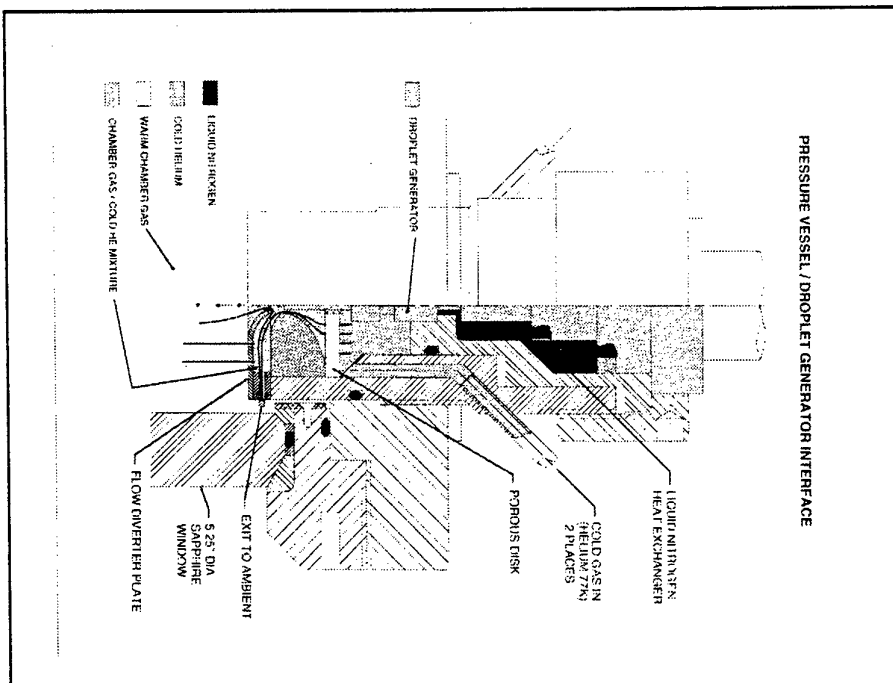 PRESSURE VESSEL / DROPLET GENERATOR INTERFACE
LIQUID NITROGEN
HEAT EXCHANGER
COLD GAS IN
(HELIUM 77K)
2 PLACES
POROUS DISK
EXIT TO AMBIENT
5.25" DIA
SAPPHIRE
WINDOW
FLOW DIVERTER PLATE
DROPLET GENERATOR
LIQUID NITROGEN
COLD HELIUM
WARM CHAMBER GAS
CHAMBER GAS / COLD HE MIXTURE